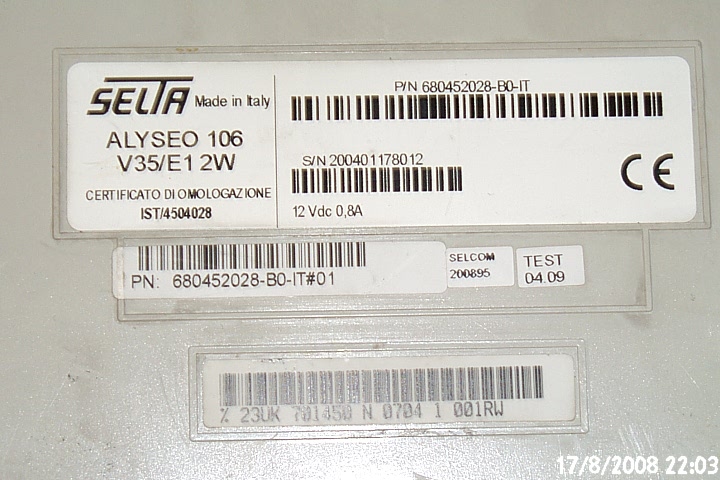 SELTA Made in Italy
ALYSEO 106
V35/E1 2W
CERTIFICATO DI OMOLOGAZIONE
IST/4504028
P/N 680452028-B0-IT
S/N 200401178012
12 Vdc 0,8A
CE
PN: 680452028-B0-IT#01
SELCOM
200895
TEST
04.09
% 23UK 701450 N 0704 1 001RW
17/8/2008 22:03